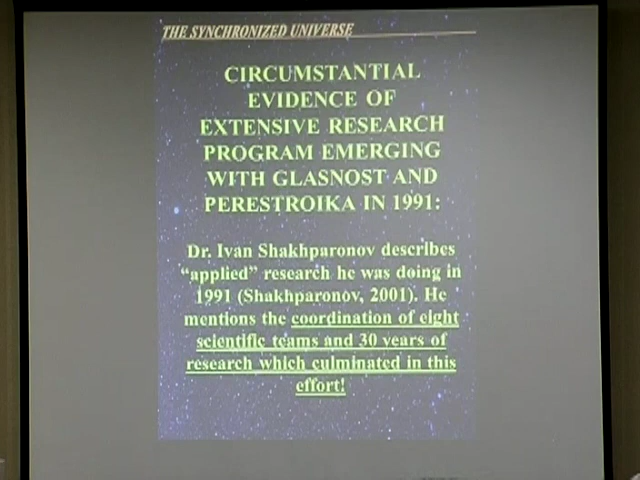 THE SYNCHRONIZED UNIVERSE
CIRCUMSTANTIAL
EVIDENCE OF
EXTENSIVE RESEARCH
PROGRAM EMERGING
WITH GLASNOST AND
PERESTROIKA IN 1991:
Dr. Ivan Shakhparonov describes
“applied” research he was doing in
1991 (Shakhparonov, 2001). He
mentions the coordination of eight
scientific teams and 30 years of
research which culminated in this
effort!